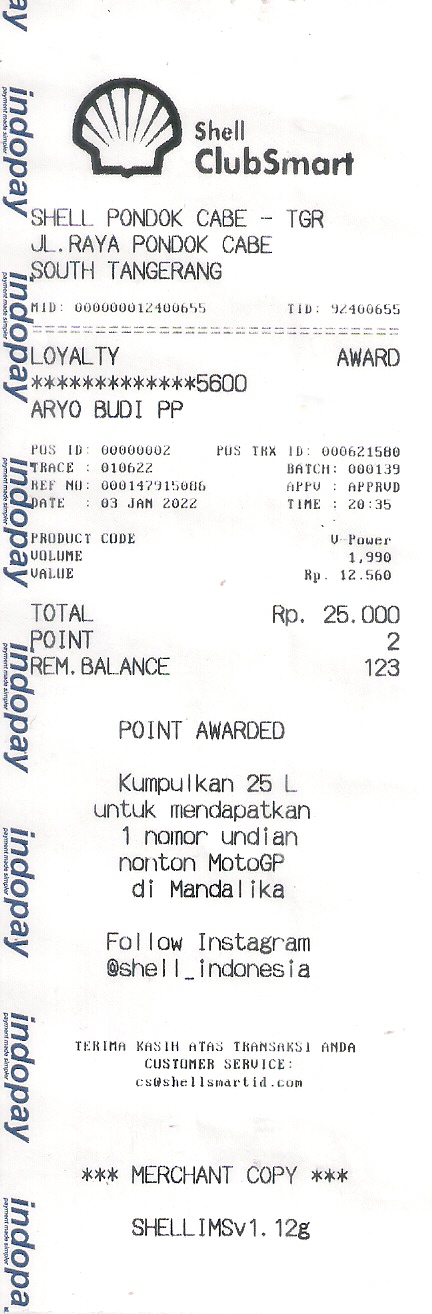 Shell
ClubSmart
SHELL PONDOK CABE - TGR
JL.RAYA PONDOK CABE
SOUTH TANGERANG
MID: 000000012400655 TID: 92400655
LOYALTY AWARD
*************5600
ARYO BUDI PP
POS ID: 00000002 POS TRX ID: 000621580
TRACE : 010622 BATCH: 000139
REF NO: 000147915086 APPV : APPRVD
DATE : 03 JAN 2022 TIME : 20:35
PRODUCT CODE V-Power
VOLUME 1,990
VALUE Rp. 12.560
TOTAL Rp. 25.000
POINT 2
REM.BALANCE 123
POINT AWARDED
Kumpulkan 25 L
untuk mendapatkan
1 nomor undian
nonton MotoGP
di Mandalika
Follow Instagram
@shell_indonesia
TERIMA KASIH ATAS TRANSAKSI ANDA
CUSTOMER SERVICE:
cs@shellsmartid.com
*** MERCHANT COPY ***
SHELLIMSv1.12g
ay
indopay
payment made simpler
indopay
payment made simpler
indopay
payment made simpler
indopay
payment made simpler
indopay
payment made simpler
indopay
payment made simpler
indopa
payment made simpler